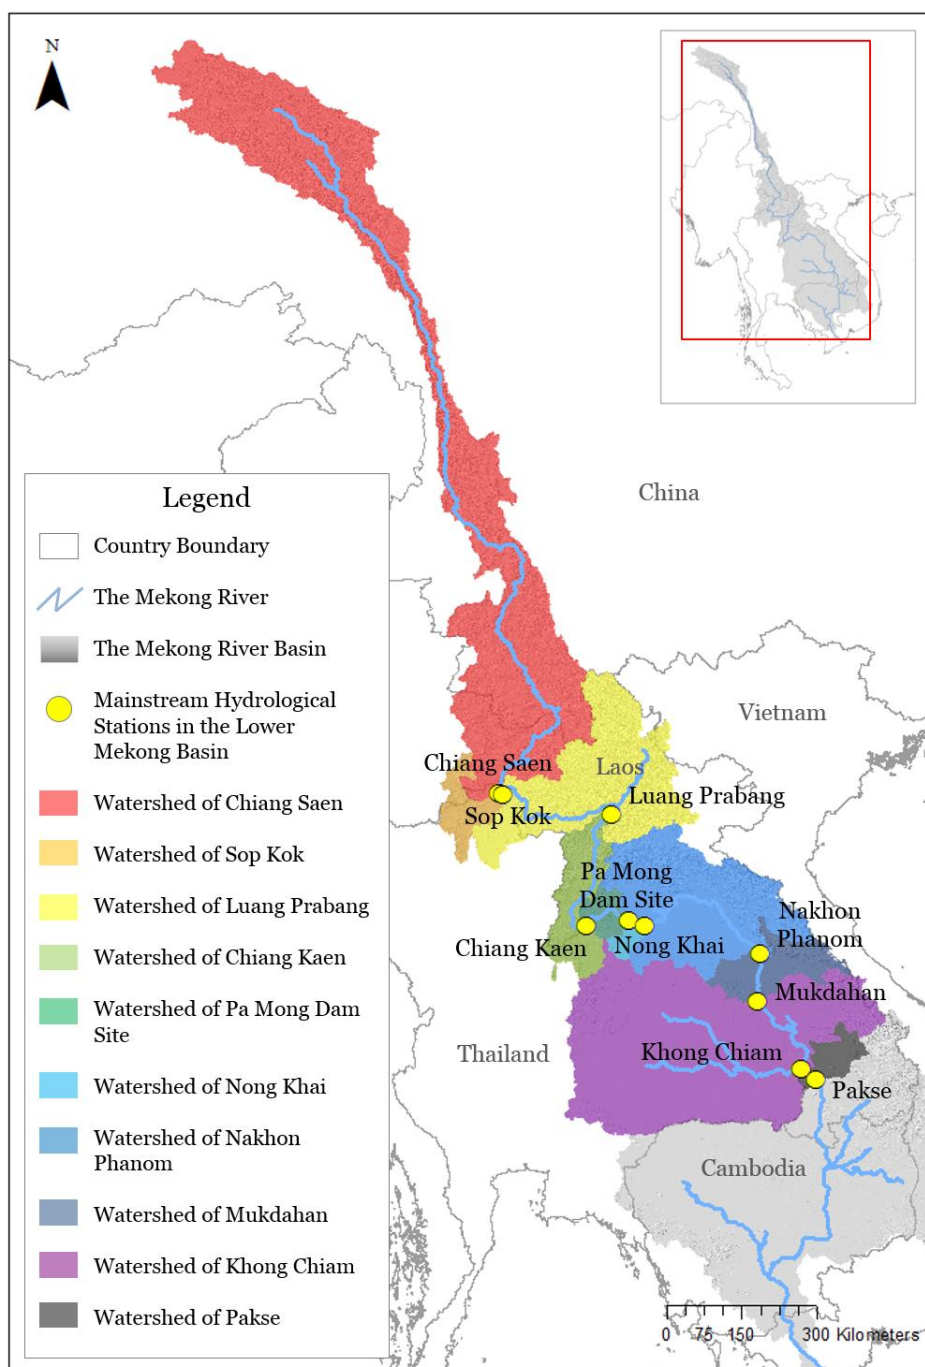 N
China
Vietnam
Chiang Saen
Laos
Luang Prabang
Sop Kok
Pa Mong
Dam Site
Nakhon
Phanom
Chiang Kaen
Nong Khai
Mukdahan
Thailand
Khong Chiam
Pakse
Cambodia
0 75 150 300 Kilometers
Legend
Country Boundary
The Mekong River
The Mekong River Basin
Mainstream Hydrological
Stations in the Lower
Mekong Basin
Watershed of Chiang Saen
Watershed of Sop Kok
Watershed of Luang Prabang
Watershed of Chiang Kaen
Watershed of Pa Mong Dam
Site
Watershed of Nong Khai
Watershed of Nakhon
Phanom
Watershed of Mukdahan
Watershed of Khong Chiam
Watershed of Pakse